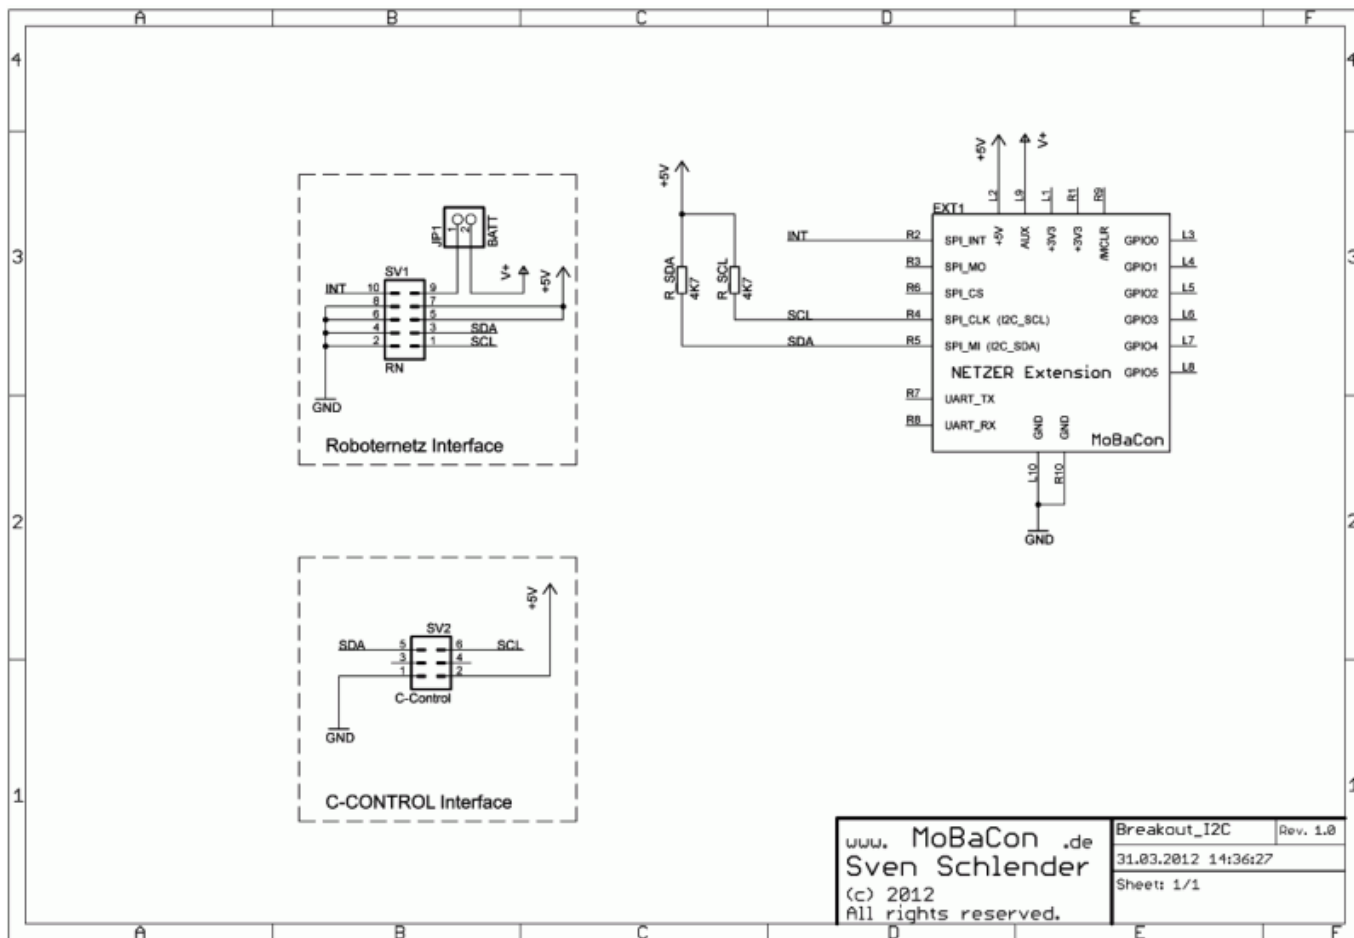 A B C D E F
4 4
+5V V+
+5V
L2 L9 L1 R1 R9
JP1 1 2 BATT
EXT1
INT R2 SPI_INT +5V AUX +3V3 +3V3 /MCLR GPIO0 L3
3 3
SV1 V+ +5V
R3 SPI_MO GPIO1 L4
R_SDA 4K7 R_SCL 4K7
INT 10 9
R6 SPI_CS GPIO2 L5
8 7
6 5
SCL R4 SPI_CLK (I2C_SCL) GPIO3 L6
4 3 SDA
2 1 SCL
SDA R5 SPI_MI (I2C_SDA) GPIO4 L7
RN
NETZER Extension GPIO5 L8
GND
R7 UART_TX
R8 UART_RX GND GND MoBaCon
Roboternetz Interface
L10 R10
2 2
GND
+5V
SV2
SDA 5 6 SCL
3 4
1 2
C-Control
GND
C-CONTROL Interface
1 1
www. MoBaCon .de
Sven Schlender
(c) 2012
All rights reserved.
Breakout_I2C Rev. 1.0
31.03.2012 14:36:27
Sheet: 1/1
A B C D E F